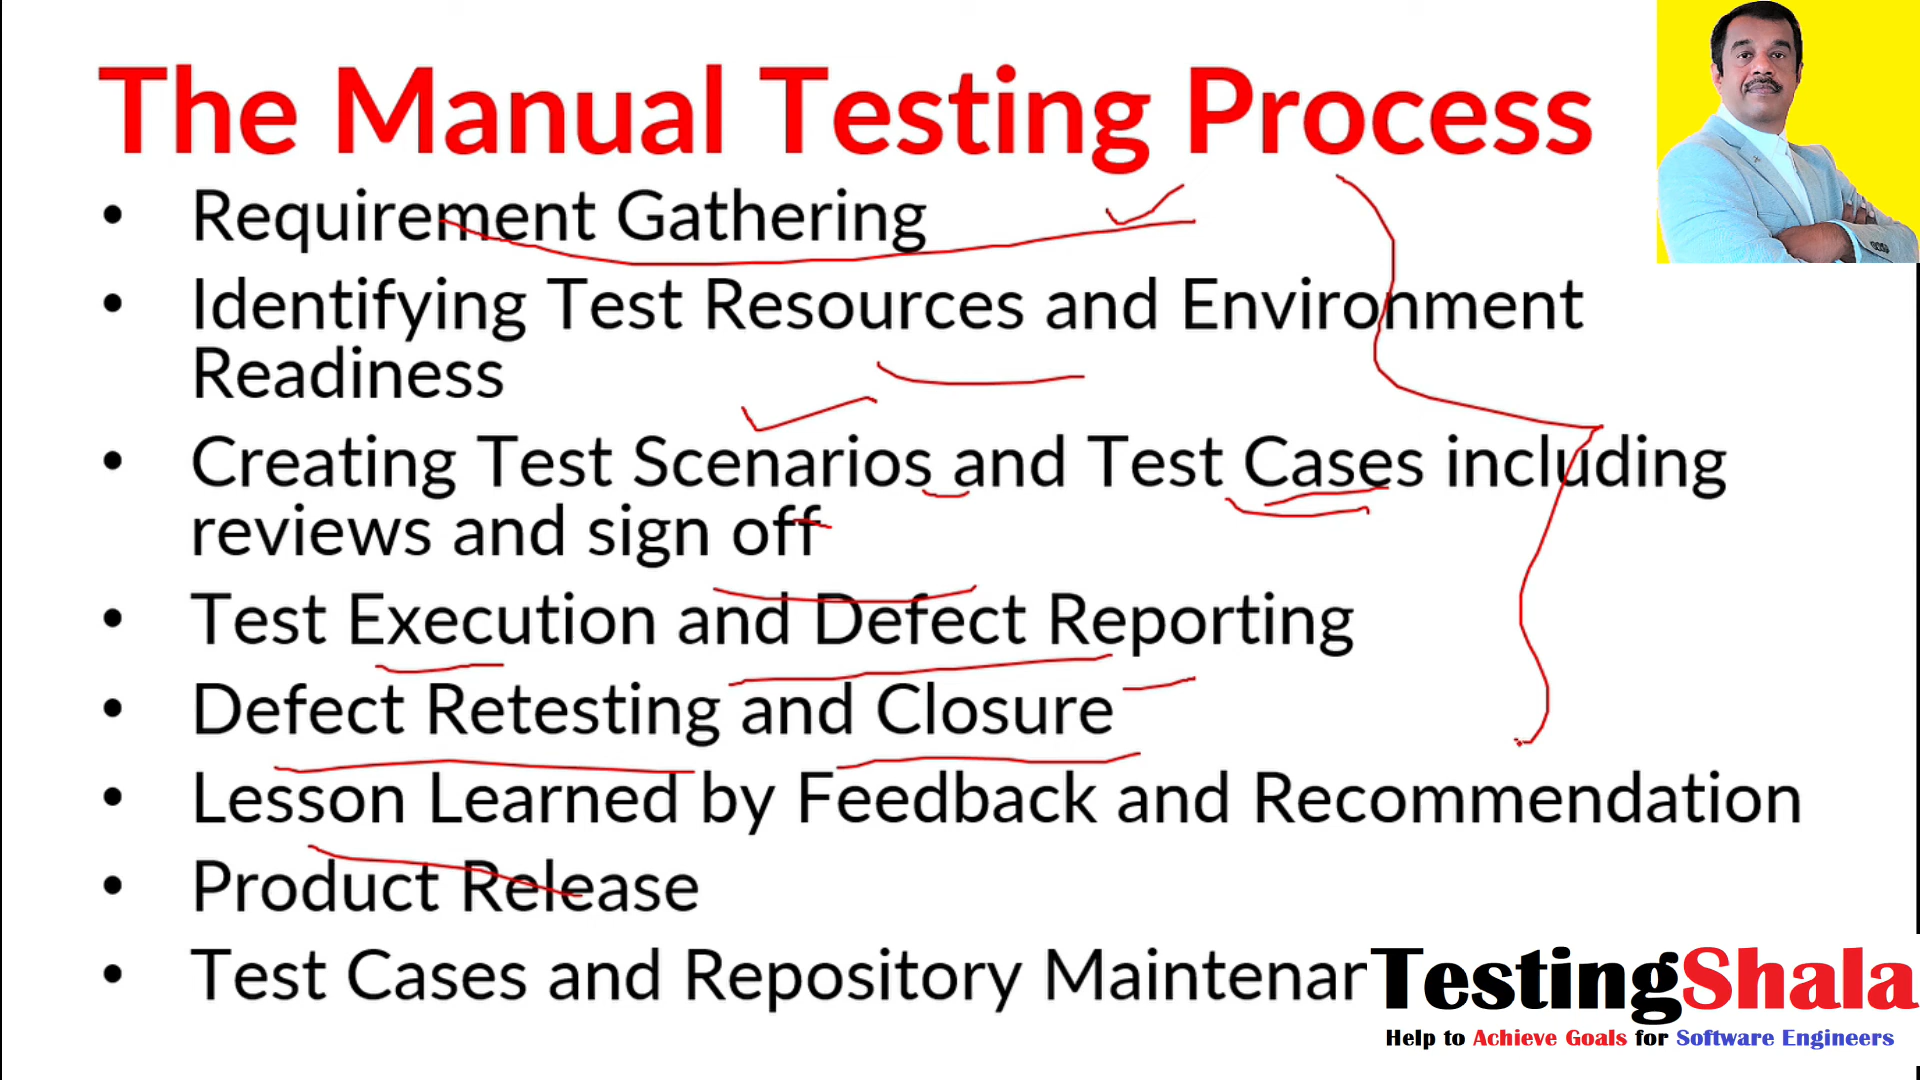 The Manual Testing Process
• Requirement Gathering
• Identifying Test Resources and Environment
Readiness
• Creating Test Scenarios and Test Cases including
reviews and sign off
• Test Execution and Defect Reporting
• Defect Retesting and Closure
• Lesson Learned by Feedback and Recommendation
• Product Release
• Test Cases and Repository Maintenan
TestingShala
Help to Achieve Goals for Software Engineers